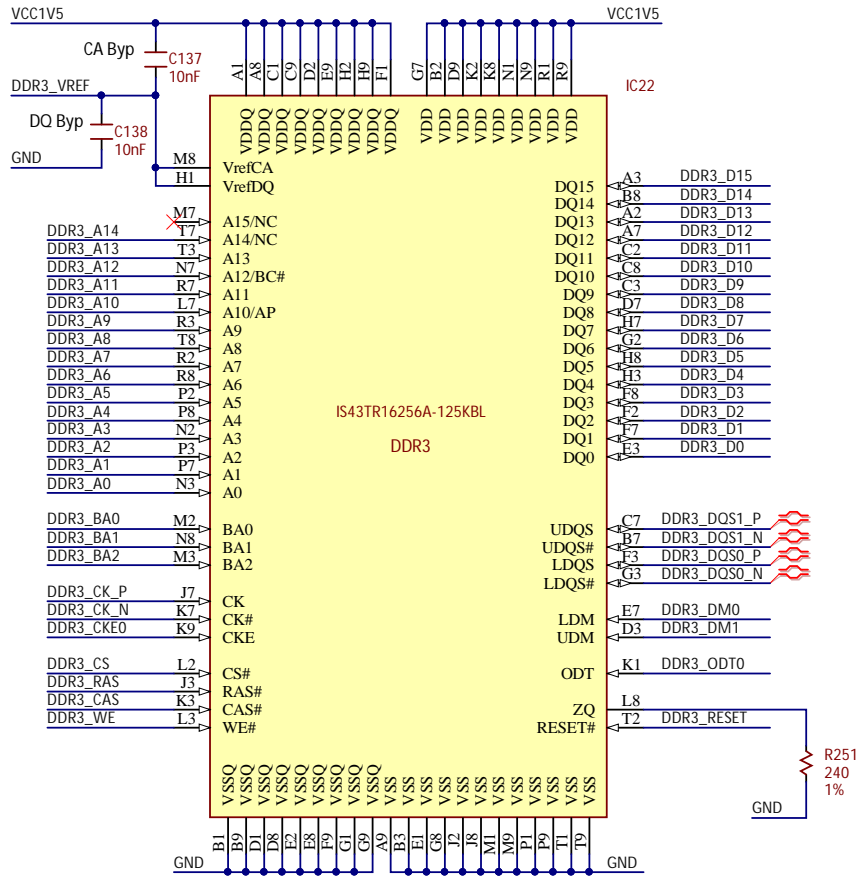 VCC1V5
VCC1V5
CA Byp
C137
10nF
DDR3_VREF
DQ Byp
C138
10nF
GND
IC22
A1 A8 C1 C9 D2 E9 H2 H9 F1
G7 B2 D9 K2 K8 N1 N9 R1 R9
VDDQ VDDQ VDDQ VDDQ VDDQ VDDQ VDDQ VDDQ VDDQ
VDD VDD VDD VDD VDD VDD VDD VDD VDD
M8 VrefCA
H1 VrefDQ
M7 A15/NC
DDR3_A14 T7 A14/NC
DDR3_A13 T3 A13
DDR3_A12 N7 A12/BC#
DDR3_A11 R7 A11
DDR3_A10 L7 A10/AP
DDR3_A9 R3 A9
DDR3_A8 T8 A8
DDR3_A7 R2 A7
DDR3_A6 R8 A6
DDR3_A5 P2 A5
DDR3_A4 P8 A4
DDR3_A3 N2 A3
DDR3_A2 P3 A2
DDR3_A1 P7 A1
DDR3_A0 N3 A0
DDR3_BA0 M2 BA0
DDR3_BA1 N8 BA1
DDR3_BA2 M3 BA2
DDR3_CK_P J7 CK
DDR3_CK_N K7 CK#
DDR3_CKE0 K9 CKE
DDR3_CS L2 CS#
DDR3_RAS J3 RAS#
DDR3_CAS K3 CAS#
DDR3_WE L3 WE#
IS43TR16256A-125KBL
DDR3
DQ15 A3 DDR3_D15
DQ14 B8 DDR3_D14
DQ13 A2 DDR3_D13
DQ12 A7 DDR3_D12
DQ11 C2 DDR3_D11
DQ10 C8 DDR3_D10
DQ9 C3 DDR3_D9
DQ8 D7 DDR3_D8
DQ7 H7 DDR3_D7
DQ6 G2 DDR3_D6
DQ5 H8 DDR3_D5
DQ4 H3 DDR3_D4
DQ3 F8 DDR3_D3
DQ2 F2 DDR3_D2
DQ1 F7 DDR3_D1
DQ0 E3 DDR3_D0
UDQS C7 DDR3_DQS1_P
UDQS# B7 DDR3_DQS1_N
LDQS F3 DDR3_DQS0_P
LDQS# G3 DDR3_DQS0_N
LDM E7 DDR3_DM0
UDM D3 DDR3_DM1
ODT K1 DDR3_ODT0
ZQ L8
RESET# T2 DDR3_RESET
R251
240
1%
GND
VSSQ VSSQ VSSQ VSSQ VSSQ VSSQ VSSQ VSSQ VSSQ VSS VSS VSS VSS VSS VSS VSS VSS VSS VSS VSS VSS
B1 B9 D1 D8 E2 E8 F9 G1 G9 A9 B3 E1 G8 J2 J8 M1 M9 P1 P9 T1 T9
GND
GND